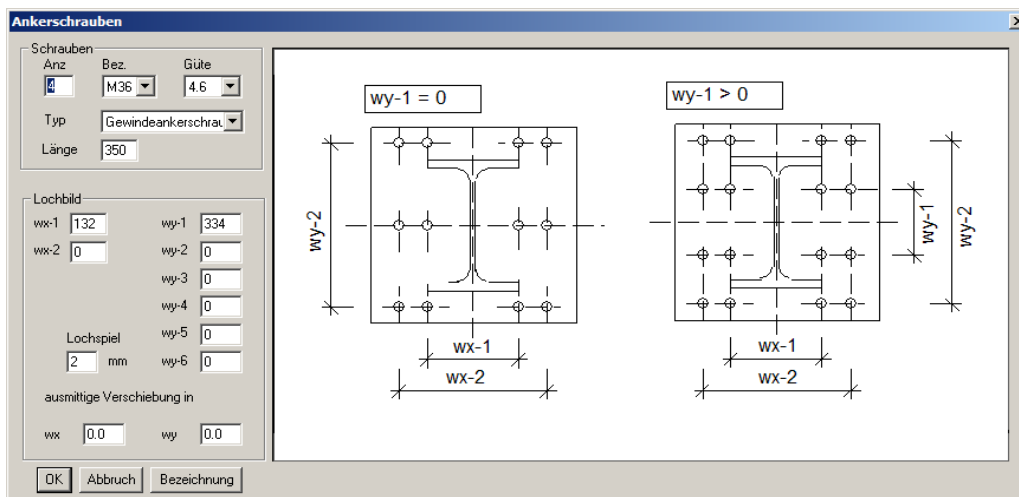 Ankerschrauben
Schrauben
Anz Bez. Güte
4 M36 4.6
Typ Gewindeankerschrau
Länge 350
Lochbild
wx-1 132 wy-1 334
wx-2 0 wy-2 0
wy-3 0
wy-4 0
Lochspiel wy-5 0
2 mm wy-6 0
ausmittige Verschiebung in
wx 0.0 wy 0.0
OK Abbruch Bezeichnung
wy-1 = 0
wy-2
wx-1
wx-2
wy-1 > 0
wy-1
wy-2
wx-1
wx-2